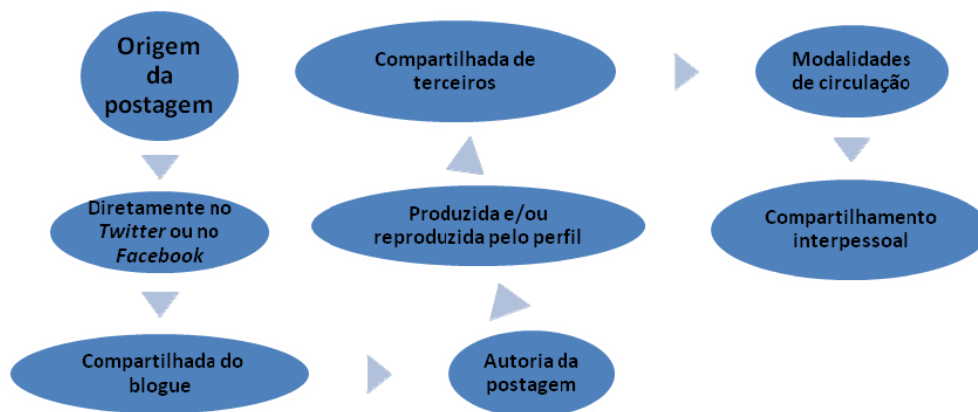 Origem
da
postagem
Diretamente no
Twitter ou no
Facebook
Compartilhada do
blogue
Autoria da
postagem
Produzida e/ou
reproduzida pelo perfil
Compartilhada de
terceiros
Modalidades
de circulação
Compartilhamento
interpessoal